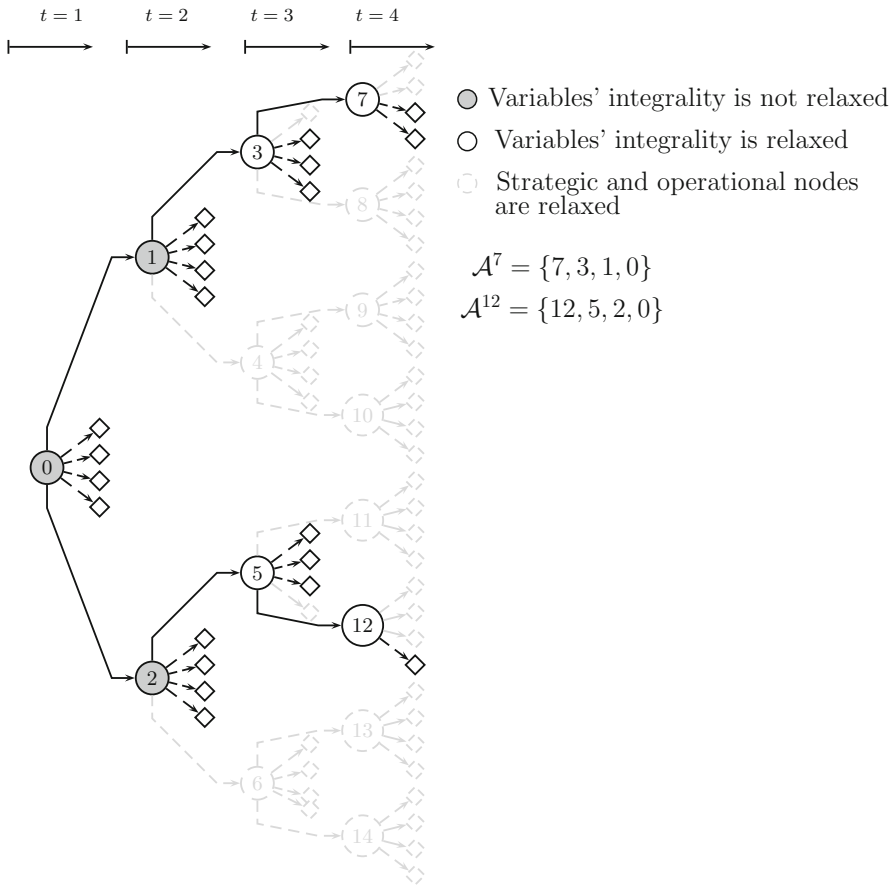 t = 1 t = 2 t = 3 t = 4
7
Variables' integrality is not relaxed
3
Variables' integrality is relaxed
8
Strategic and operational nodes
are relaxed
1
𝒜⁷ = {7, 3, 1, 0}
9
𝒜¹² = {12, 5, 2, 0}
4
10
0
11
5
12
2
13
6
14